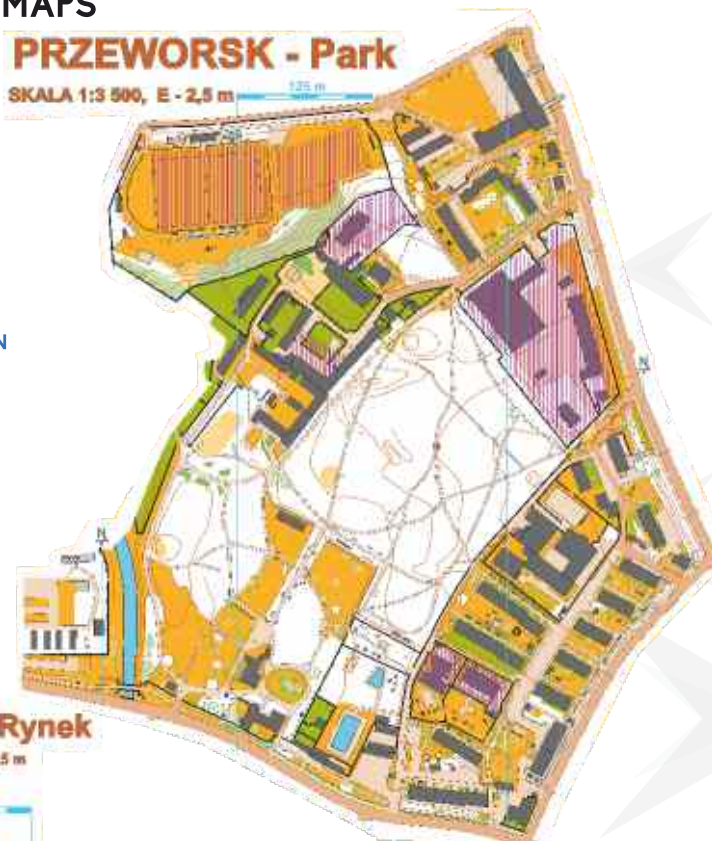 MAPS
PRZEWORSK - Park
SKALA 1:3 500, E - 2,5 m
125 m
N
N
N
Rynek
5 m